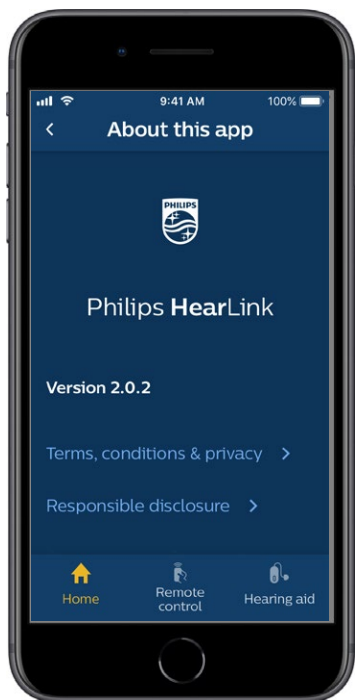 9:41 AM
100%
About this app
PHILIPS
Philips HearLink
Version 2.0.2
Terms, conditions & privacy
Responsible disclosure
Home
Remote
control
Hearing aid